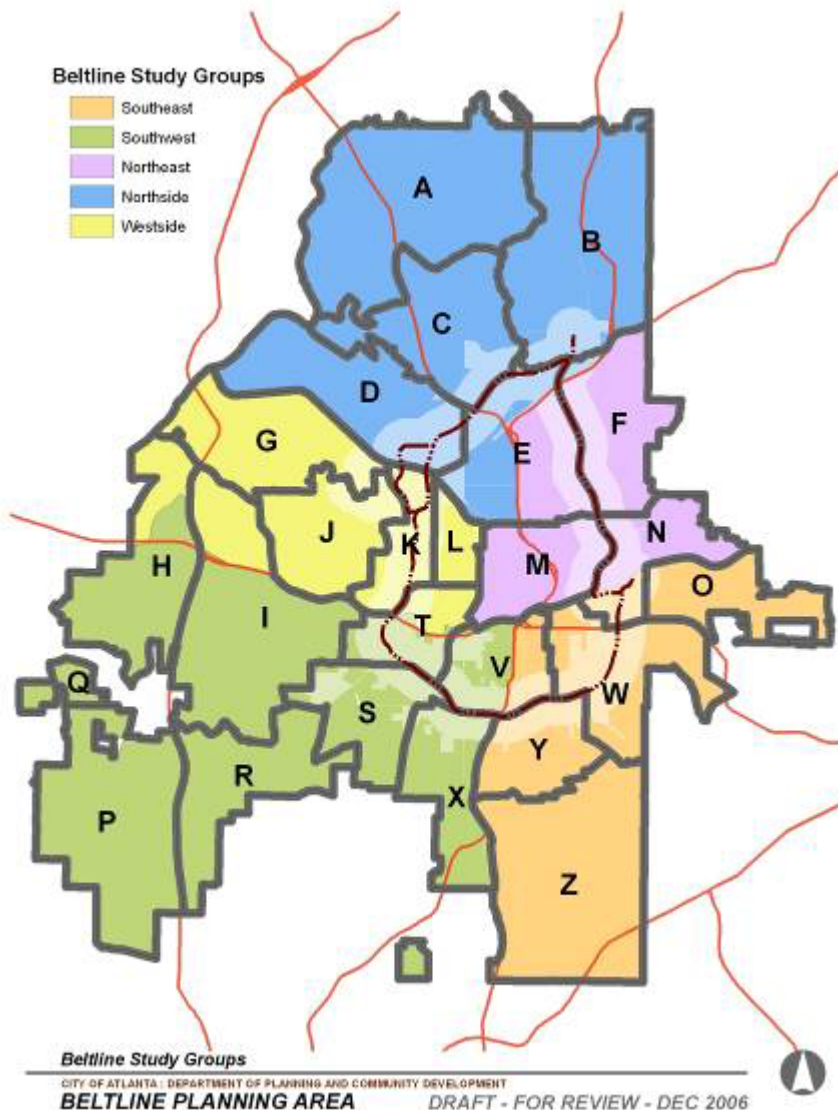 Beltline Study Groups
Southeast
Southwest
Northeast
Northside
Westside
A
B
C
D
F
G
E
N
J
K
L
M
H
O
I
T
V
Q
W
S
Y
R
X
P
Z
Beltline Study Groups
CITY OF ATLANTA : DEPARTMENT OF PLANNING AND COMMUNITY DEVELOPMENT
BELTLINE PLANNING AREA DRAFT - FOR REVIEW - DEC 2006